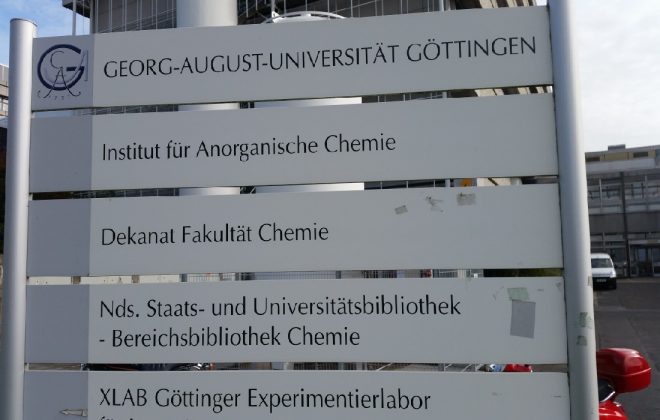 GEORG-AUGUST-UNIVERSITÄT GÖTTINGEN
Institut für Anorganische Chemie
Dekanat Fakultät Chemie
Nds. Staats- und Universitätsbibliothek
- Bereichsbibliothek Chemie
XLAB Göttinger Experimentierlabor